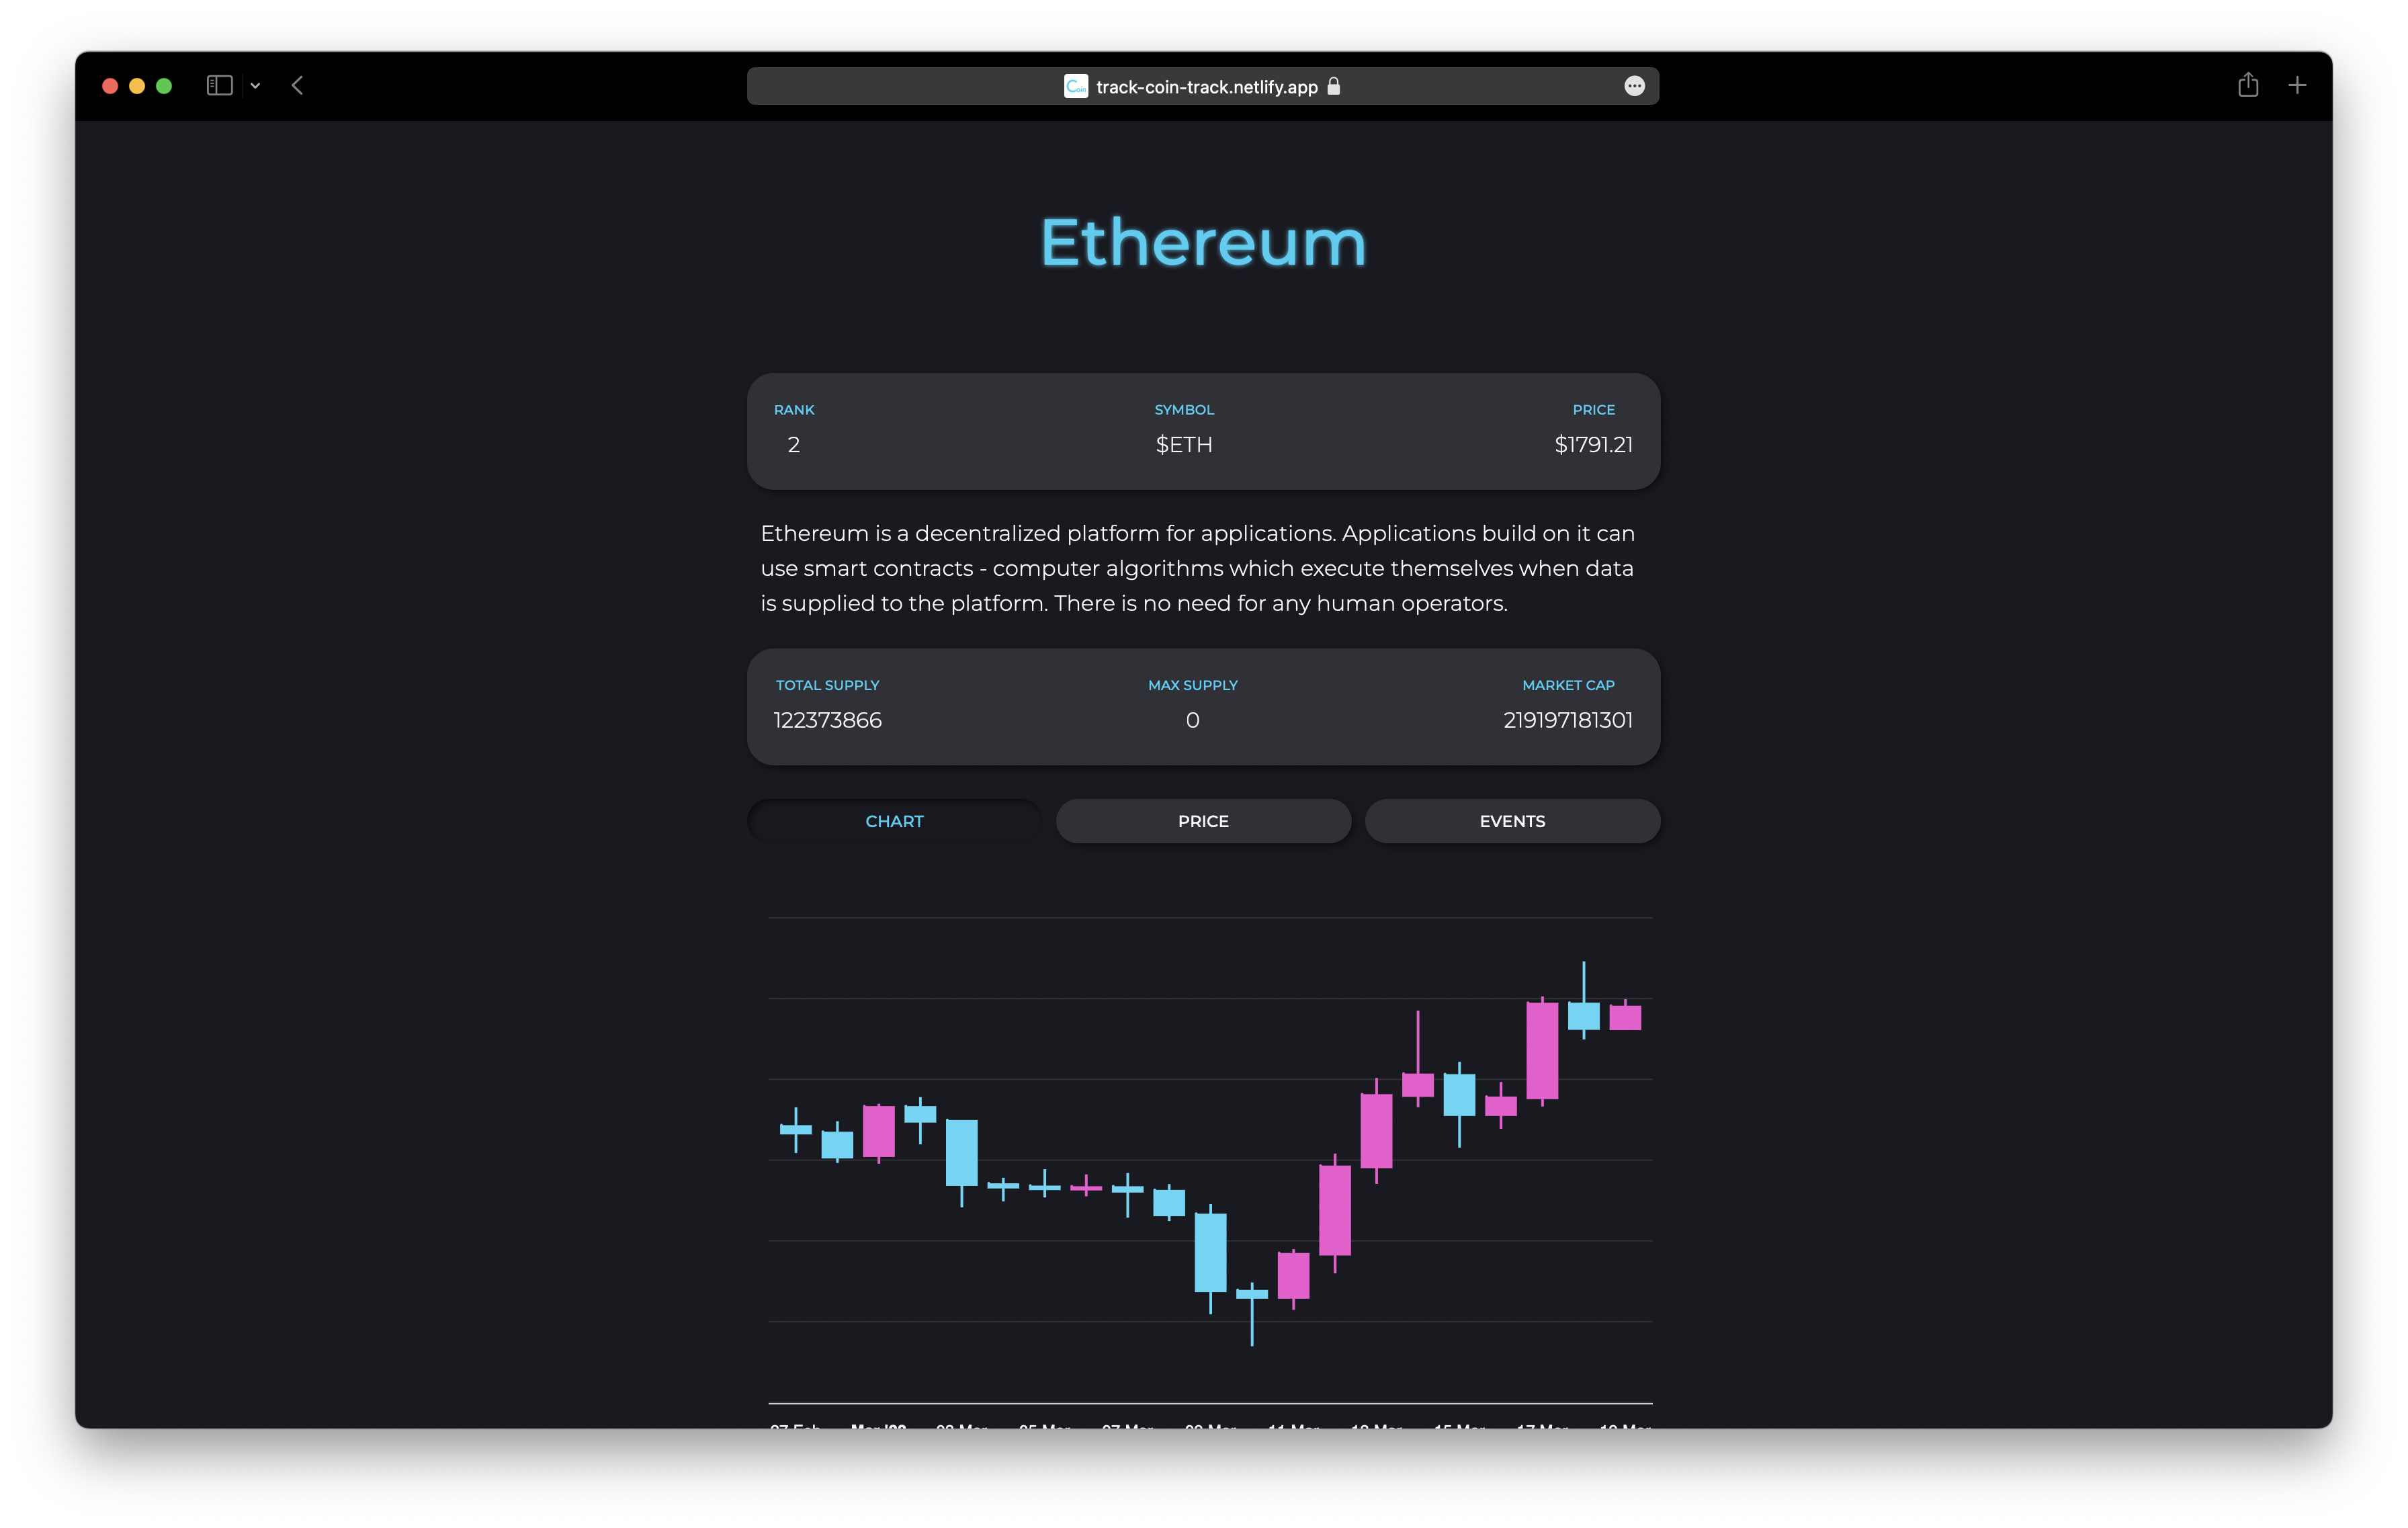 track-coin-track.netlify.app
Ethereum
RANK SYMBOL PRICE
2 $ETH $1791.21
Ethereum is a decentralized platform for applications. Applications build on it can
use smart contracts - computer algorithms which execute themselves when data
is supplied to the platform. There is no need for any human operators.
TOTAL SUPPLY MAX SUPPLY MARKET CAP
122373866 0 219197181301
CHART PRICE EVENTS